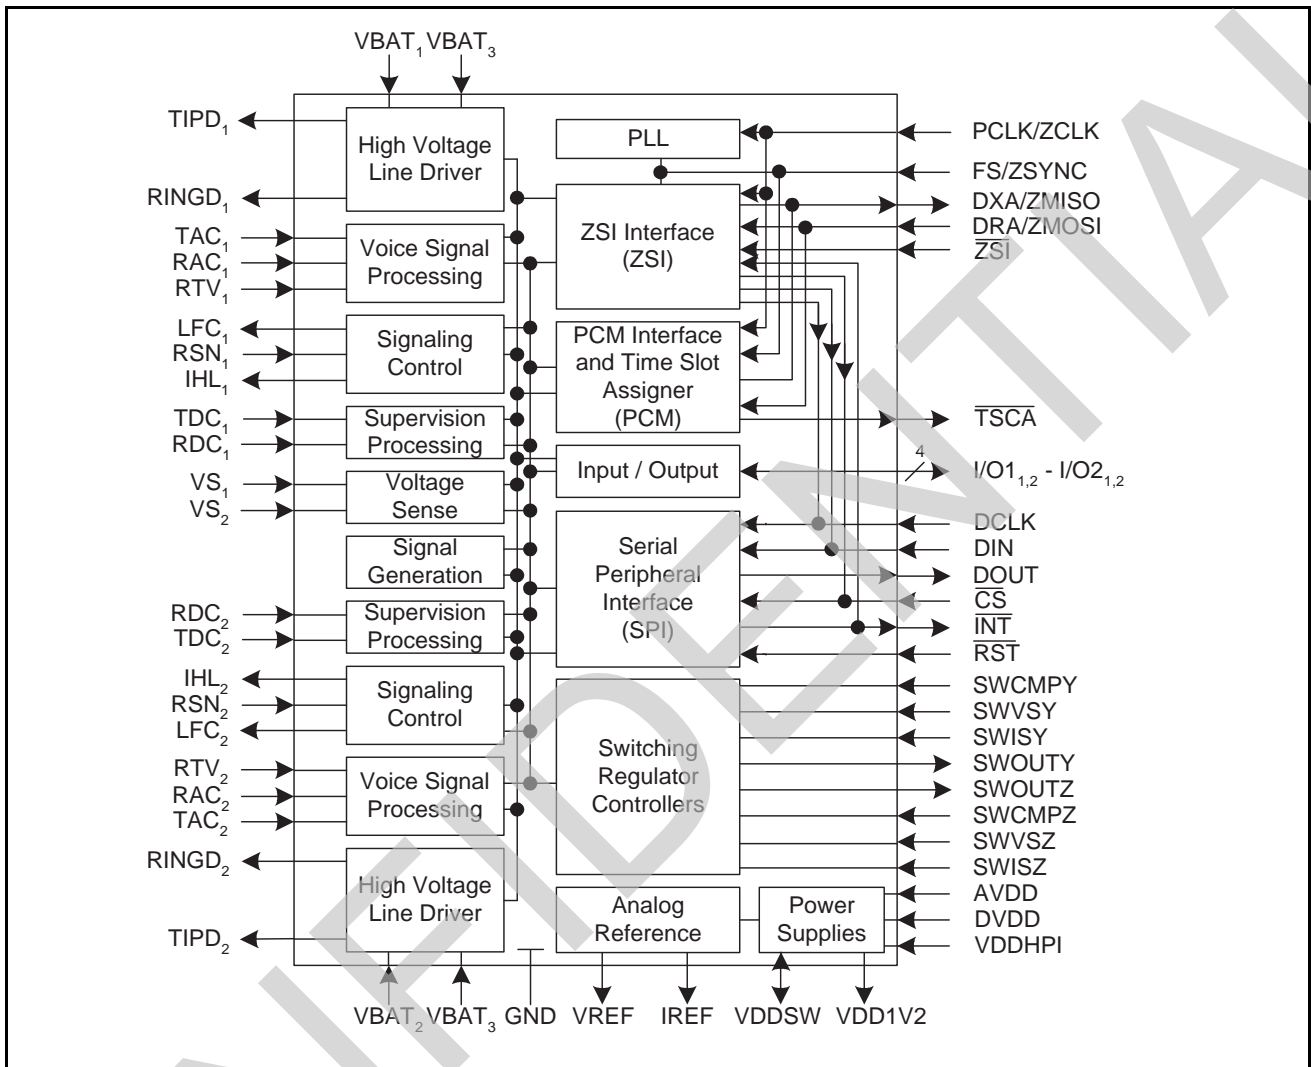 VBAT1 VBAT3
TIPD1
RINGD1
TAC1
RAC1
RTV1
LFC1
RSN1
IHL1
TDC1
RDC1
VS1
VS2
RDC2
TDC2
IHL2
RSN2
LFC2
RTV2
RAC2
TAC2
RINGD2
TIPD2
High Voltage
Line Driver
Voice Signal
Processing
Signaling
Control
Supervision
Processing
Voltage
Sense
Signal
Generation
Supervision
Processing
Signaling
Control
Voice Signal
Processing
High Voltage
Line Driver
PLL
ZSI Interface
(ZSI)
PCM Interface
and Time Slot
Assigner
(PCM)
Input / Output
Serial
Peripheral
Interface
(SPI)
Switching
Regulator
Controllers
Analog
Reference
Power
Supplies
PCLK/ZCLK
FS/ZSYNC
DXA/ZMISO
DRA/ZMOSI
ZSI
TSCA
4
I/O11,2 - I/O21,2
DCLK
DIN
DOUT
CS
INT
RST
SWCMPY
SWVSY
SWISY
SWOUTY
SWOUTZ
SWCMPZ
SWVSZ
SWISZ
AVDD
DVDD
VDDHPI
VBAT2 VBAT3 GND VREF IREF VDDSW VDD1V2
NFIDENTIAL